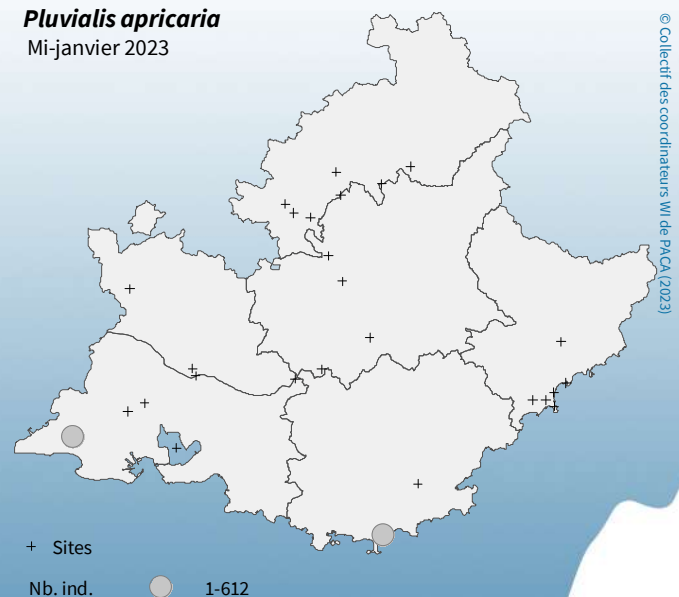 Pluvialis apricaria
Mi-janvier 2023
© Collectif des coordinateurs WI de PACA (2023)
+ Sites
Nb. ind. 1-612